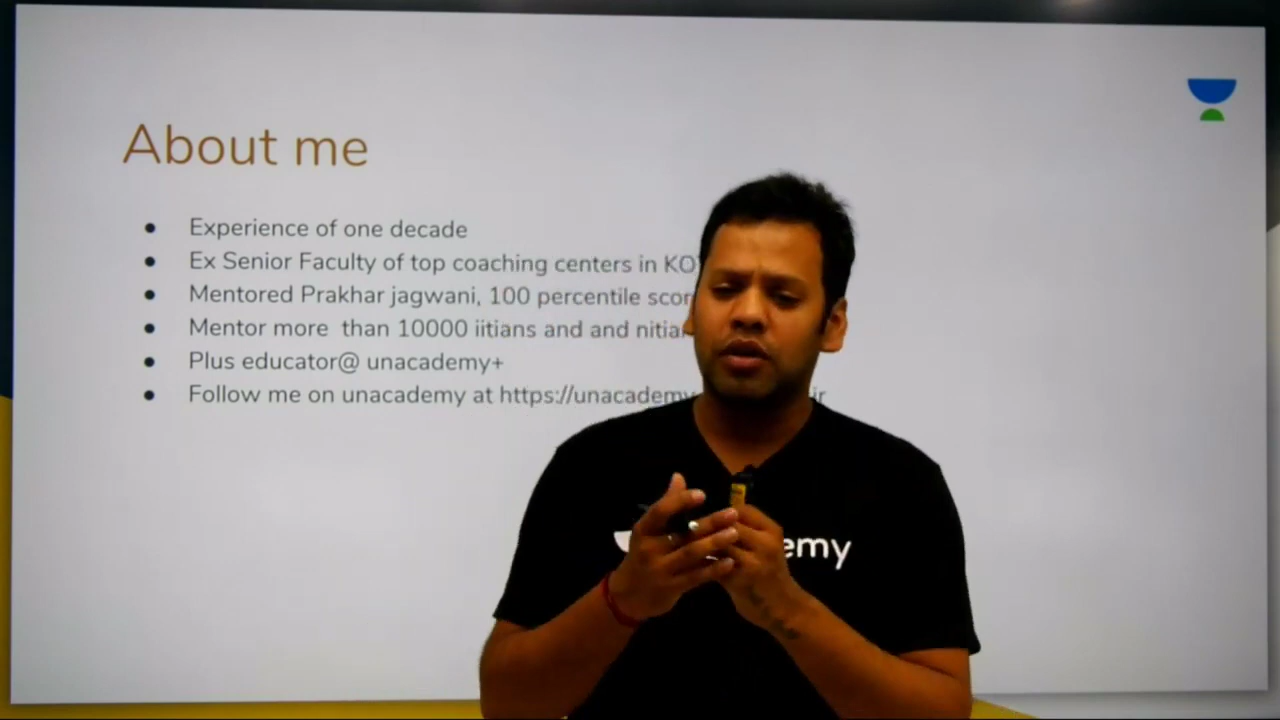 About me
Experience of one decade
Ex Senior Faculty of top coaching centers in
Mentored Prakhar jagwani, 100 percentile
Mentor more than 10000 iitians and and
Plus educator@ unacademy+
Follow me on unacademy at